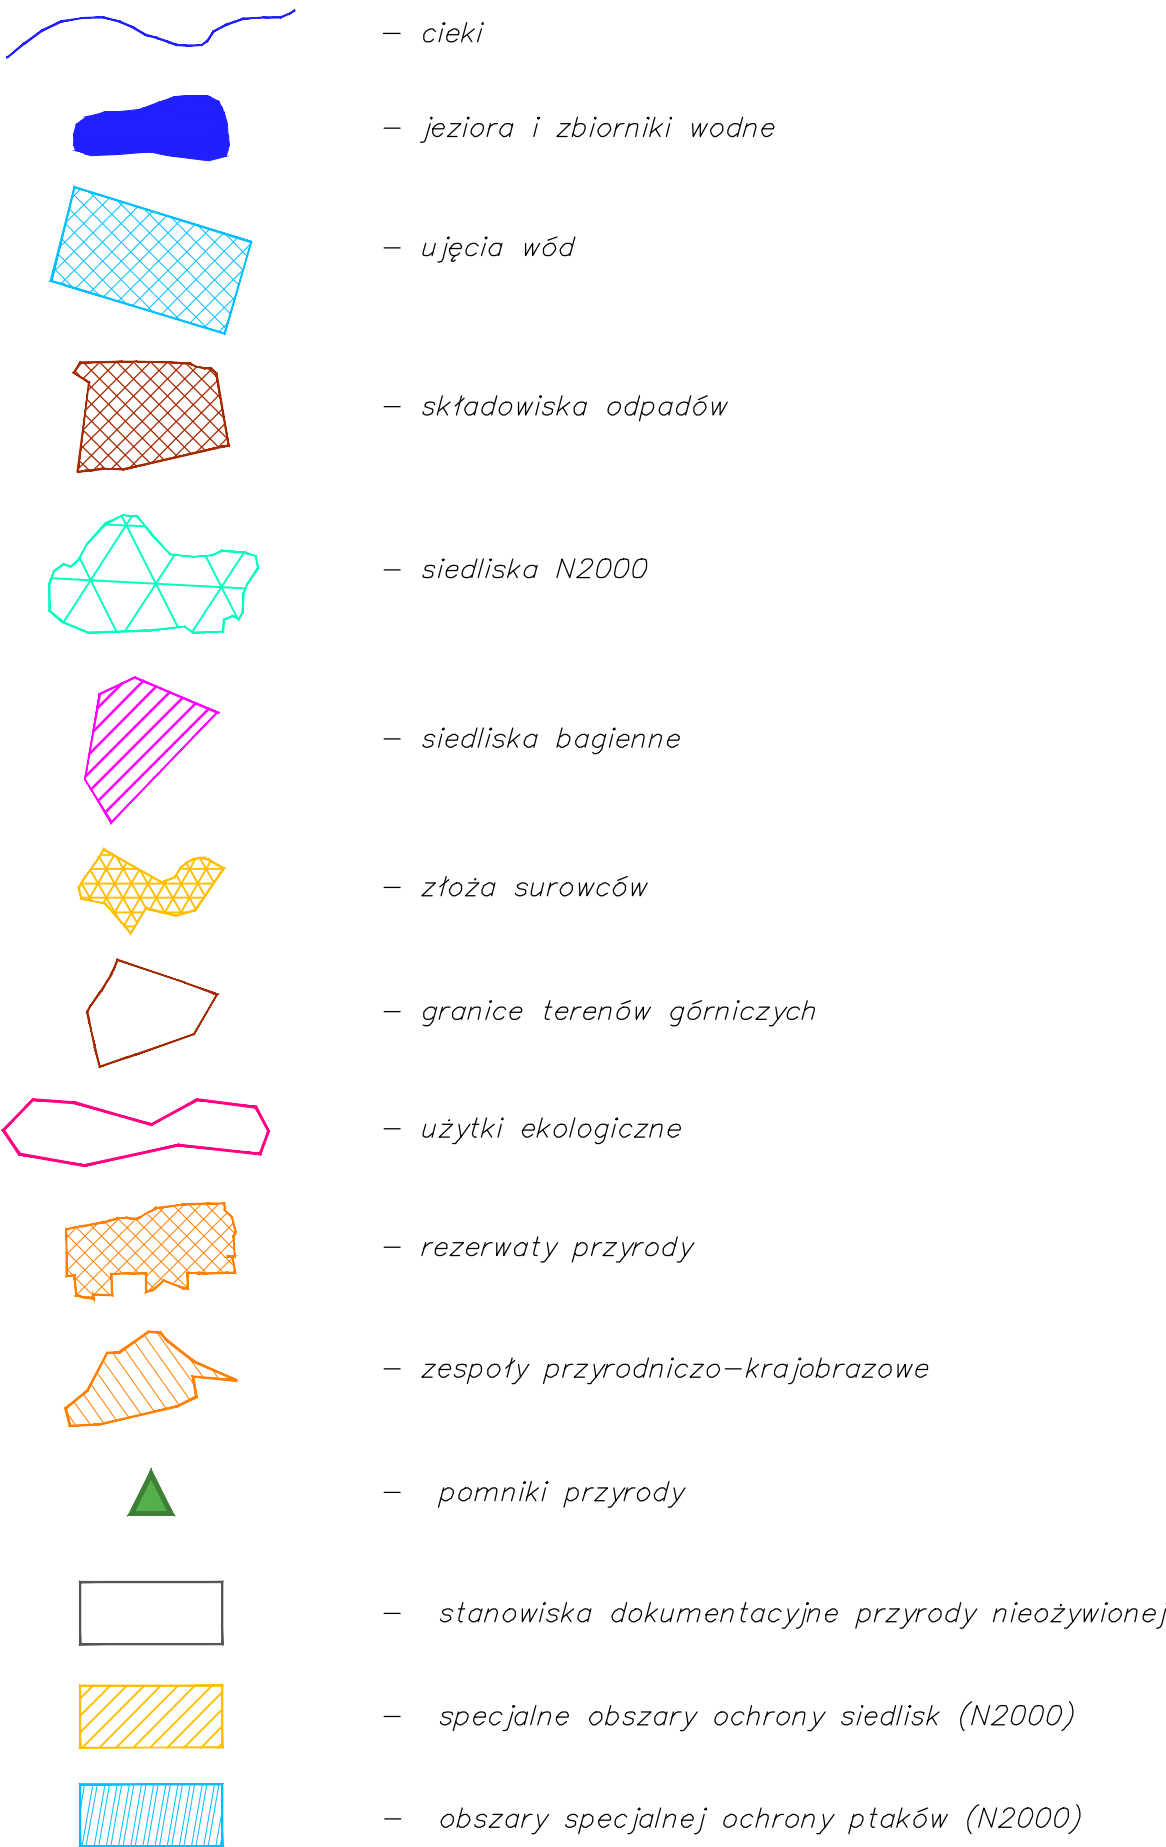 – cieki
– jeziora i zbiorniki wodne
– ujęcia wód
– składowiska odpadów
– siedliska N2000
– siedliska bagienne
– złoża surowców
– granice terenów górniczych
– użytki ekologiczne
– rezerwaty przyrody
– zespoły przyrodniczo–krajobrazowe
– pomniki przyrody
– stanowiska dokumentacyjne przyrody nieożywionej
– specjalne obszary ochrony siedlisk (N2000)
– obszary specjalnej ochrony ptaków (N2000)